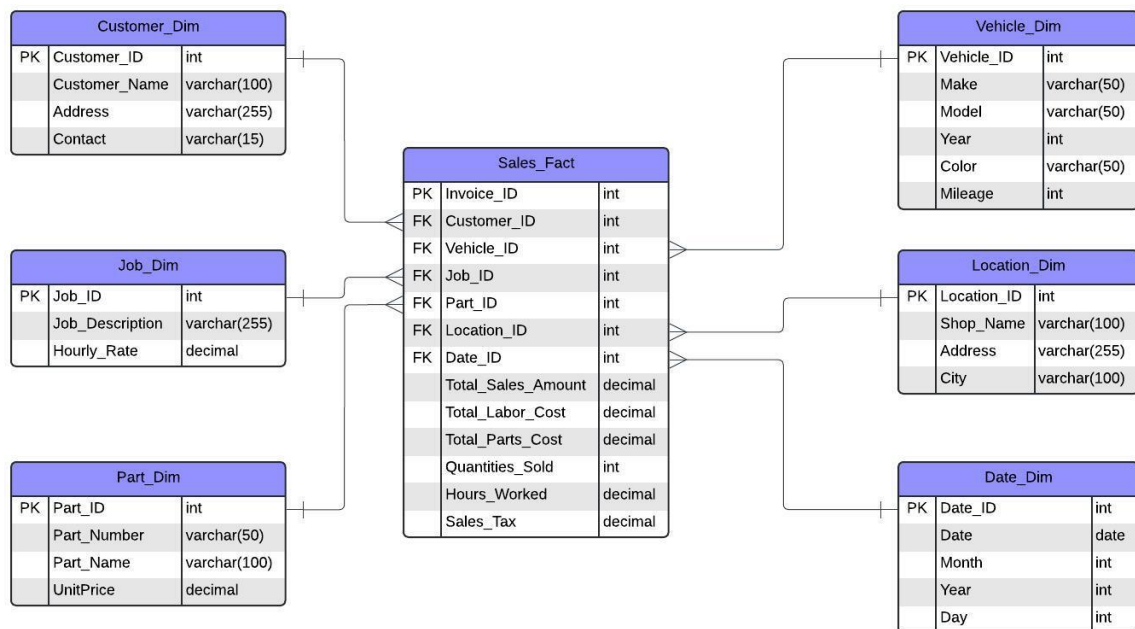 Customer_Dim
PK Customer_ID int
Customer_Name varchar(100)
Address varchar(255)
Contact varchar(15)
Job_Dim
PK Job_ID int
Job_Description varchar(255)
Hourly_Rate decimal
Part_Dim
PK Part_ID int
Part_Number varchar(50)
Part_Name varchar(100)
UnitPrice decimal
Sales_Fact
PK Invoice_ID int
FK Customer_ID int
FK Vehicle_ID int
FK Job_ID int
FK Part_ID int
FK Location_ID int
FK Date_ID int
Total_Sales_Amount decimal
Total_Labor_Cost decimal
Total_Parts_Cost decimal
Quantities_Sold int
Hours_Worked decimal
Sales_Tax decimal
Vehicle_Dim
PK Vehicle_ID int
Make varchar(50)
Model varchar(50)
Year int
Color varchar(50)
Mileage int
Location_Dim
PK Location_ID int
Shop_Name varchar(100)
Address varchar(255)
City varchar(100)
Date_Dim
PK Date_ID int
Date date
Month int
Year int
Day int